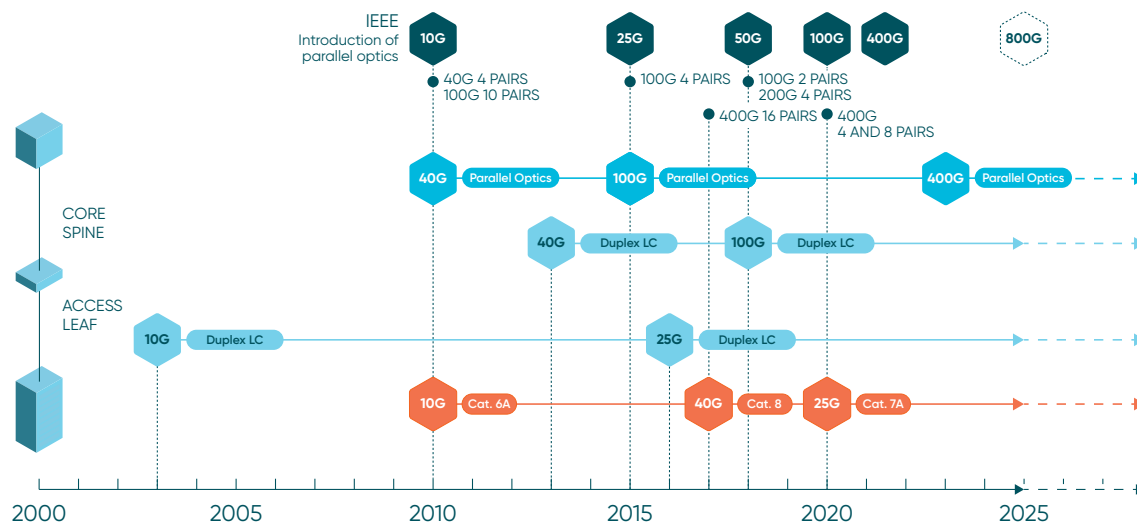 IEEE
Introduction of
parallel optics
10G
25G
50G
100G
400G
800G
40G 4 PAIRS
100G 10 PAIRS
100G 4 PAIRS
100G 2 PAIRS
200G 4 PAIRS
400G 16 PAIRS
400G
4 AND 8 PAIRS
40G
Parallel Optics
100G
Parallel Optics
400G
Parallel Optics
CORE
SPINE
40G
Duplex LC
100G
Duplex LC
ACCESS
LEAF
10G
Duplex LC
25G
Duplex LC
10G
Cat. 6A
40G
Cat. 8
25G
Cat. 7A
2000
2005
2010
2015
2020
2025